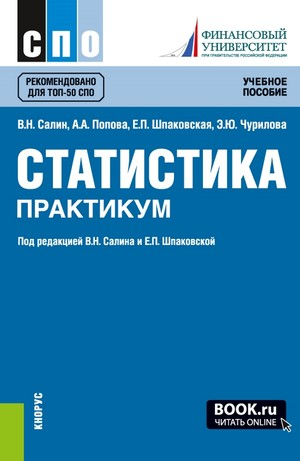 СПО
ФИНАНСОВЫЙ
УНИВЕРСИТЕТ
ПРИ ПРАВИТЕЛЬСТВЕ РОССИЙСКОЙ ФЕДЕРАЦИИ
РЕКОМЕНДОВАНО
ДЛЯ ТОП-50 СПО
УЧЕБНОЕ
ПОСОБИЕ
В.Н. Салин, А.А. Попова, Е.П. Шпаковская, Э.Ю. Чурилова
СТАТИСТИКА
ПРАКТИКУМ
Под редакцией В.Н. Салина и Е.П. Шпаковской
КНОРУС
BOOK.ru
ЧИТАТЬ ONLINE